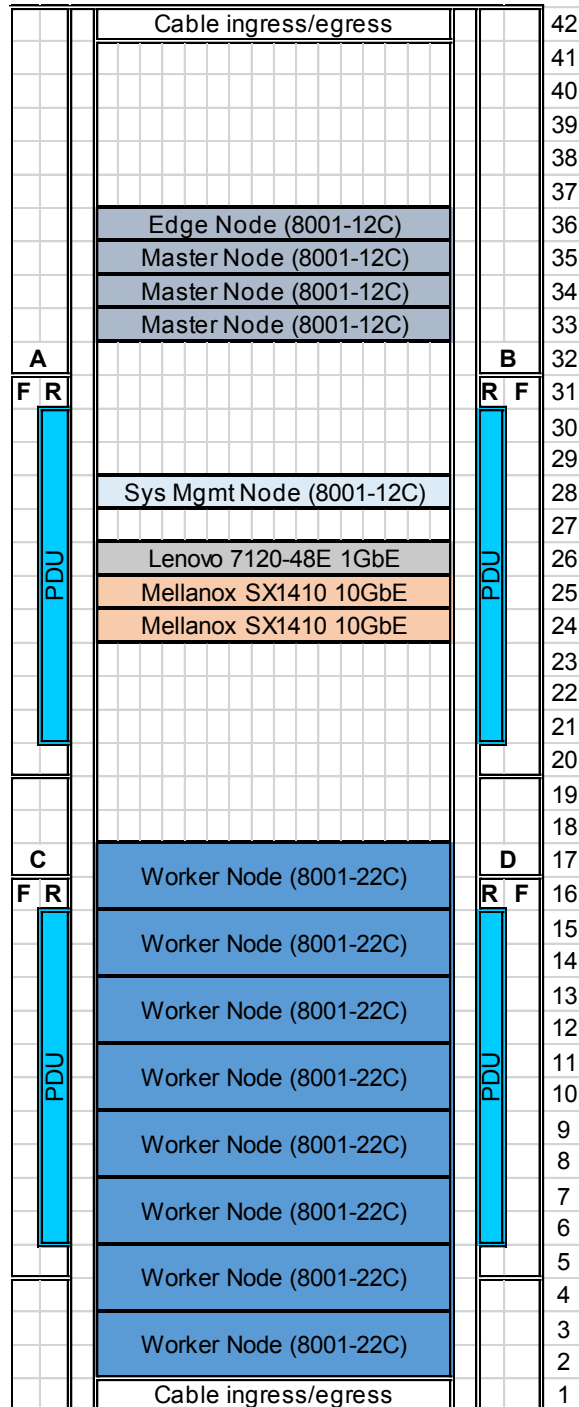 Cable ingress/egress 42
41
40
39
38
37
Edge Node (8001-12C) 36
Master Node (8001-12C) 35
Master Node (8001-12C) 34
Master Node (8001-12C) 33
A B 32
F R R F 31
30
29
Sys Mgmt Node (8001-12C) 28
27
PDU Lenovo 7120-48E 1GbE PDU 26
Mellanox SX1410 10GbE 25
Mellanox SX1410 10GbE 24
23
22
21
20
19
18
C D 17
Worker Node (8001-22C)
F R R F 16
15
Worker Node (8001-22C)
14
13
Worker Node (8001-22C)
12
11
PDU Worker Node (8001-22C) PDU
10
9
Worker Node (8001-22C)
8
7
Worker Node (8001-22C)
6
5
Worker Node (8001-22C)
4
3
Worker Node (8001-22C)
2
Cable ingress/egress 1